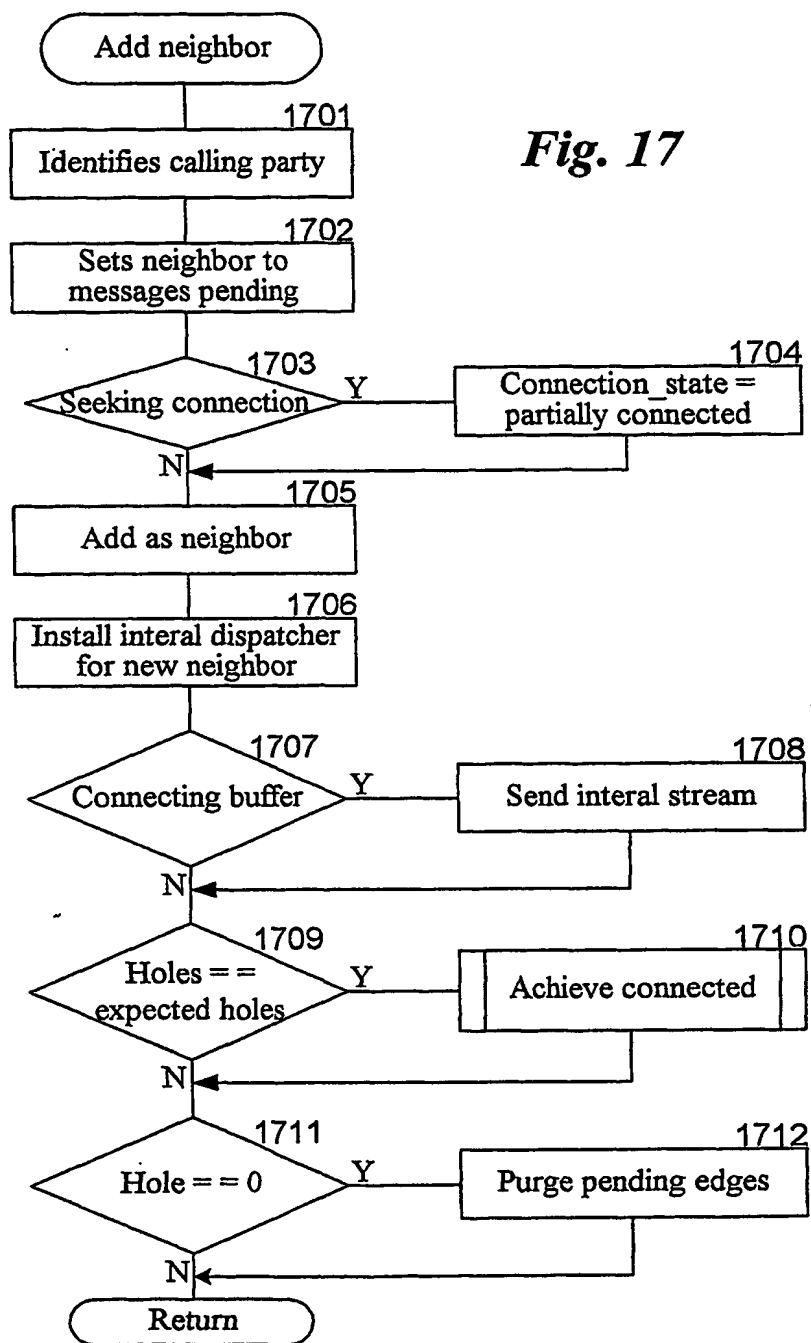 Add neighbor
Fig. 17
1701
Identifies calling party
1702
Sets neighbor to
messages pending
1703
Seeking connection
Y
N
1704
Connection_state =
partially connected
1705
Add as neighbor
1706
Install interal dispatcher
for new neighbor
1707
Connecting buffer
Y
N
1708
Send interal stream
1709
Holes = =
expected holes
Y
N
1710
Achieve connected
1711
Hole = = 0
Y
N
1712
Purge pending edges
Return